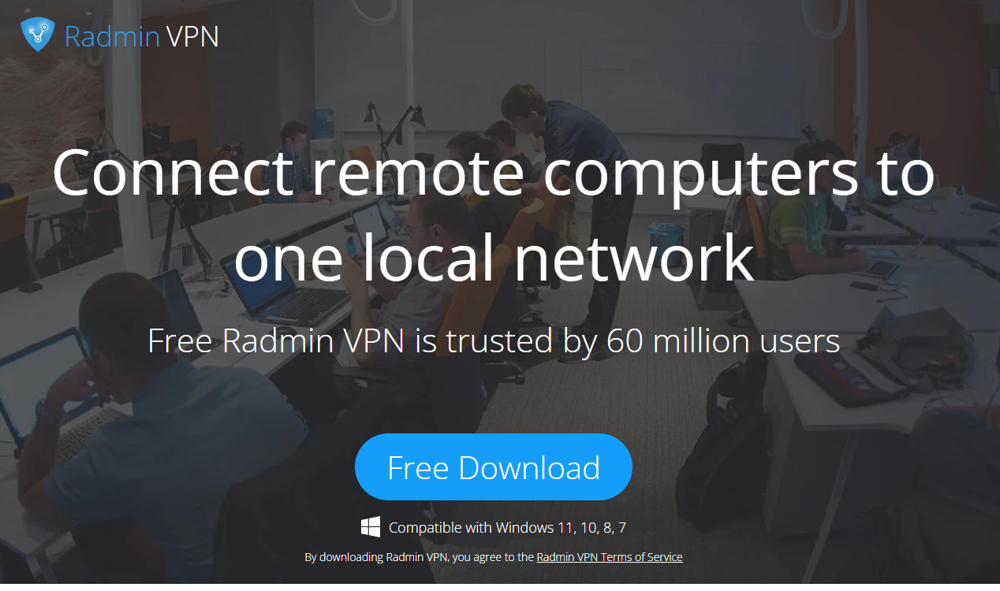 Radmin VPN
Connect remote computers to
one local network
Free Radmin VPN is trusted by 60 million users
Free Download
Compatible with Windows 11, 10, 8, 7
By downloading Radmin VPN, you agree to the Radmin VPN Terms of Service